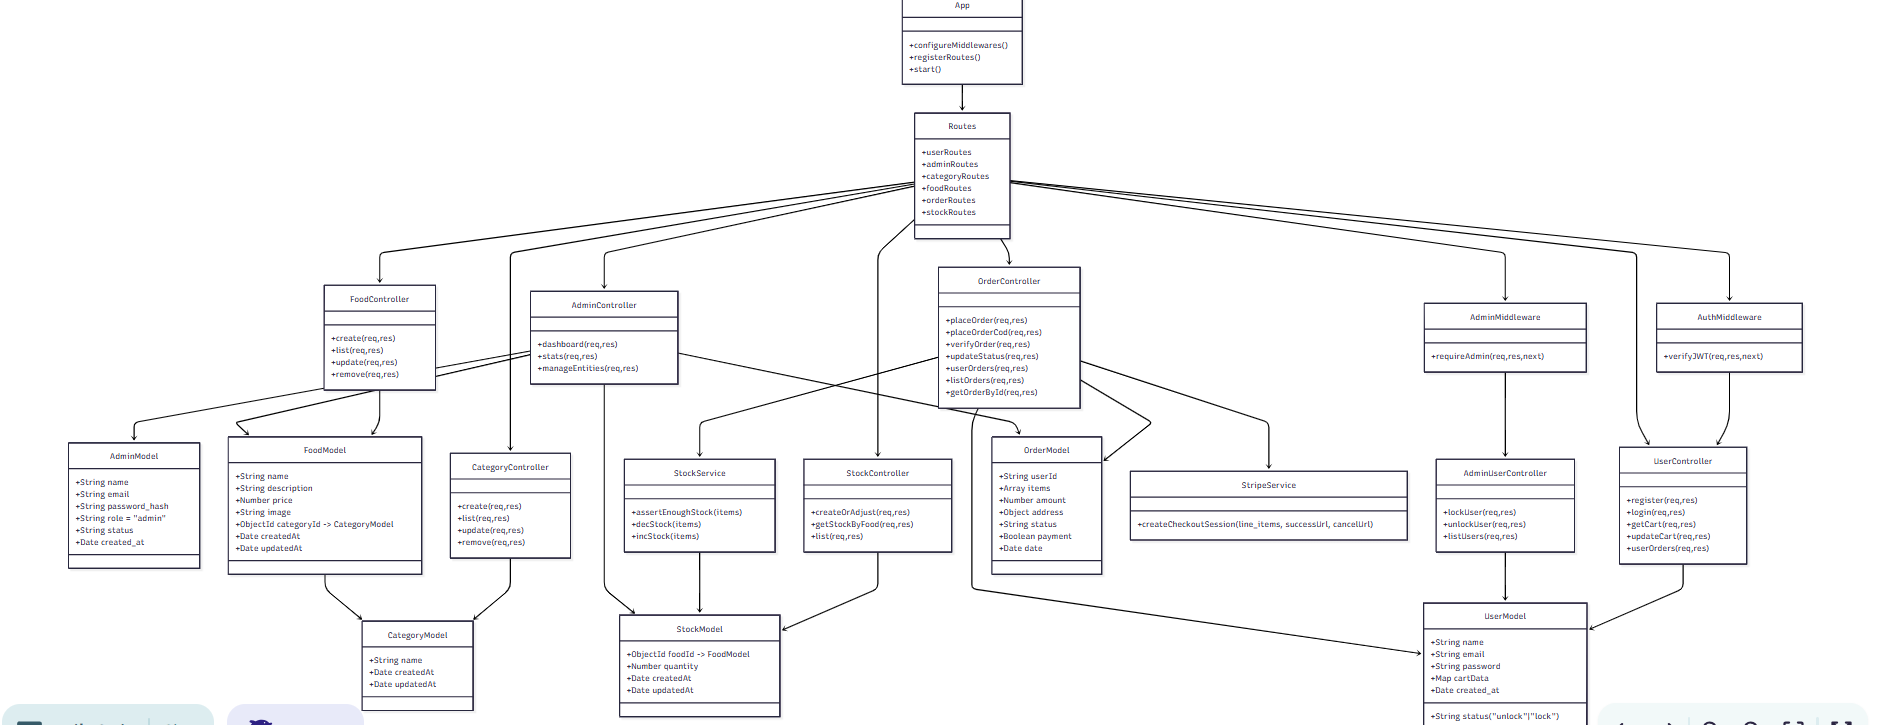 App
+configureMiddlewares()
+registerRoutes()
+start()
Routes
+userRoutes
+adminRoutes
+categoryRoutes
+foodRoutes
+orderRoutes
+stockRoutes
FoodController
+create(req,res)
+list(req,res)
+update(req,res)
+remove(req,res)
AdminController
+dashboard(req,res)
+stats(req,res)
+manageEntities(req,res)
OrderController
+placeOrder(req,res)
+placeOrderCod(req,res)
+verifyOrder(req,res)
+updateStatus(req,res)
+userOrders(req,res)
+listOrders(req,res)
+getOrderById(req,res)
AdminMiddleware
+requireAdmin(req,res,next)
AuthMiddleware
+verifyJWT(req,res,next)
AdminModel
+String name
+String email
+String password_hash
+String role = "admin"
+String status
+Date created_at
FoodModel
+String name
+String description
+Number price
+String image
+ObjectId categoryId -> CategoryModel
+Date createdAt
+Date updatedAt
CategoryController
+create(req,res)
+list(req,res)
+update(req,res)
+remove(req,res)
StockService
+assertEnoughStock(items)
+decStock(items)
+incStock(items)
StockController
+createOrAdjust(req,res)
+getStockByFood(req,res)
+list(req,res)
OrderModel
+String userId
+Array items
+Number amount
+Object address
+String status
+Boolean payment
+Date date
StripeService
+createCheckoutSession(line_items, successUrl, cancelUrl)
AdminUserController
+lockUser(req,res)
+unlockUser(req,res)
+listUsers(req,res)
UserController
+register(req,res)
+login(req,res)
+getCart(req,res)
+updateCart(req,res)
+userOrders(req,res)
CategoryModel
+String name
+Date createdAt
+Date updatedAt
StockModel
+ObjectId foodId -> FoodModel
+Number quantity
+Date createdAt
+Date updatedAt
UserModel
+String name
+String email
+String password
+Map cartData
+Date created_at
+String status("unlock"|"lock")